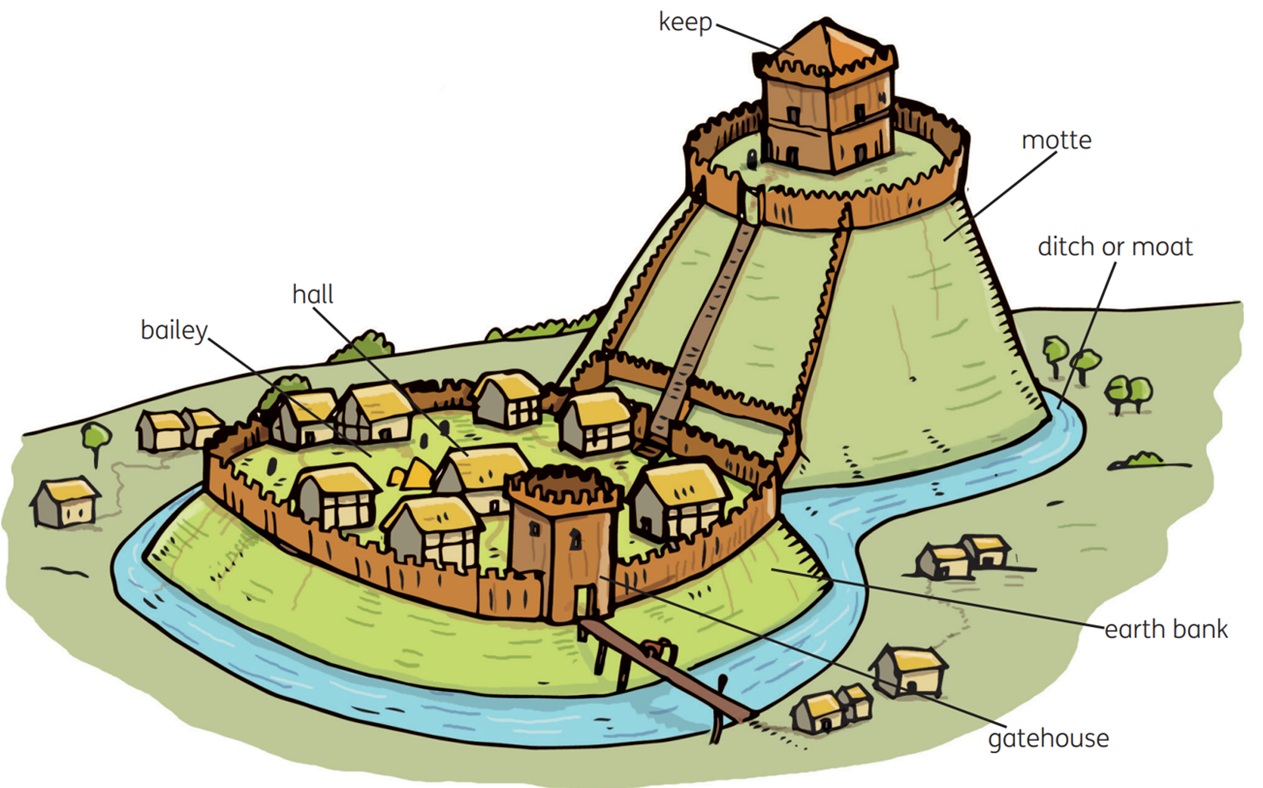 keep
motte
ditch or moat
hall
bailey
earth bank
gatehouse